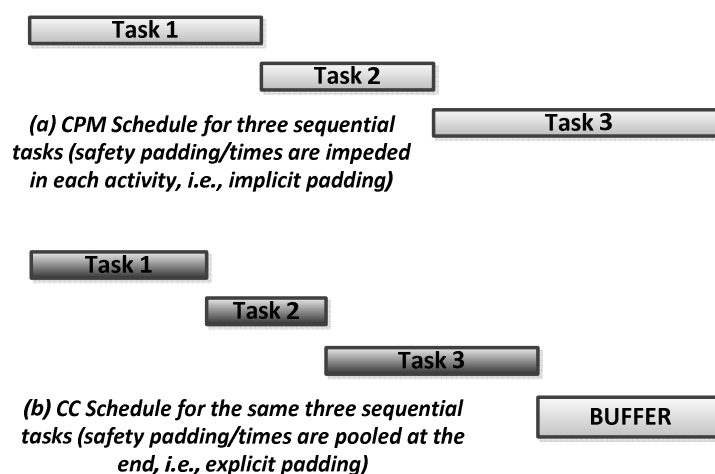 Task 1
Task 2
Task 3
(a) CPM Schedule for three sequential
tasks (safety padding/times are impeded
in each activity, i.e., implicit padding)
Task 1
Task 2
Task 3
(b) CC Schedule for the same three sequential
tasks (safety padding/times are pooled at the
end, i.e., explicit padding)
BUFFER